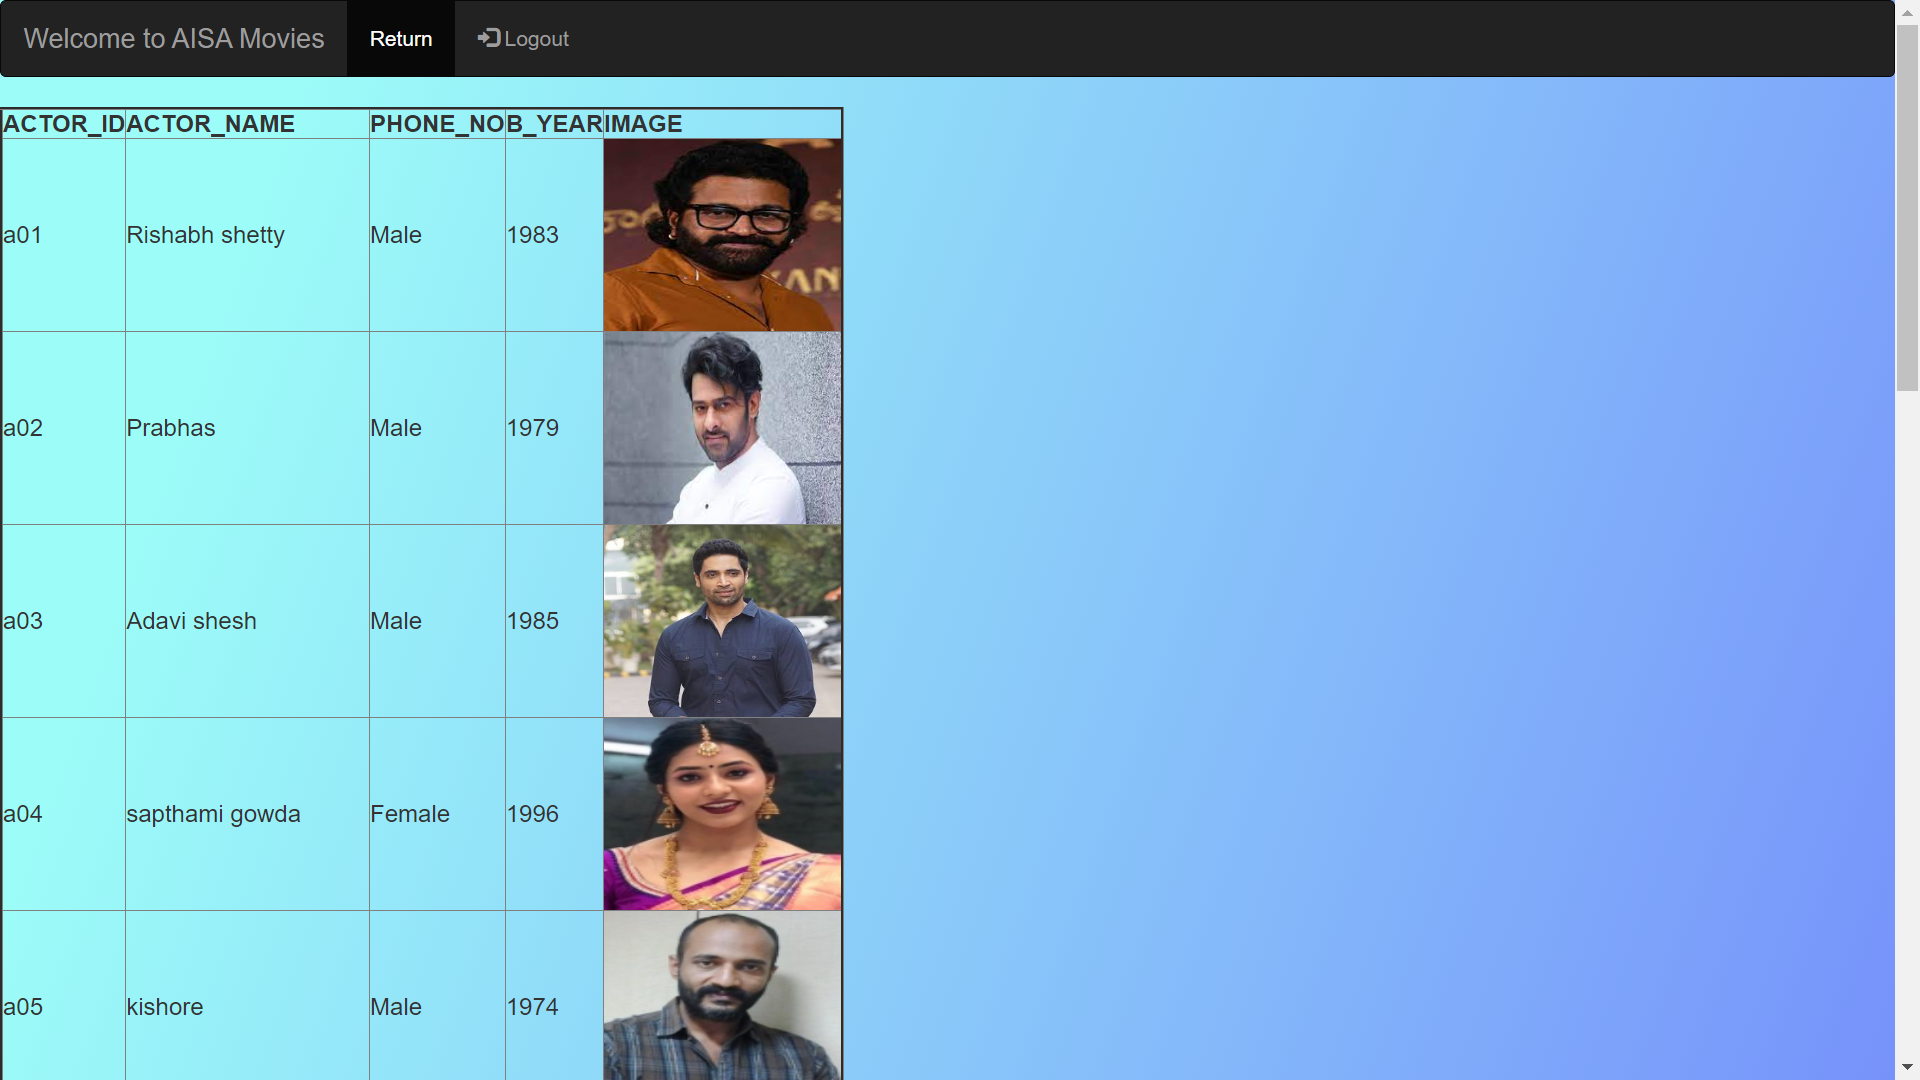 Welcome to AISA Movies Return Logout
ACTOR_ID ACTOR_NAME PHONE_NO B_YEAR IMAGE
a01 Rishabh shetty Male 1983
a02 Prabhas Male 1979
a03 Adavi shesh Male 1985
a04 sapthami gowda Female 1996
a05 kishore Male 1974